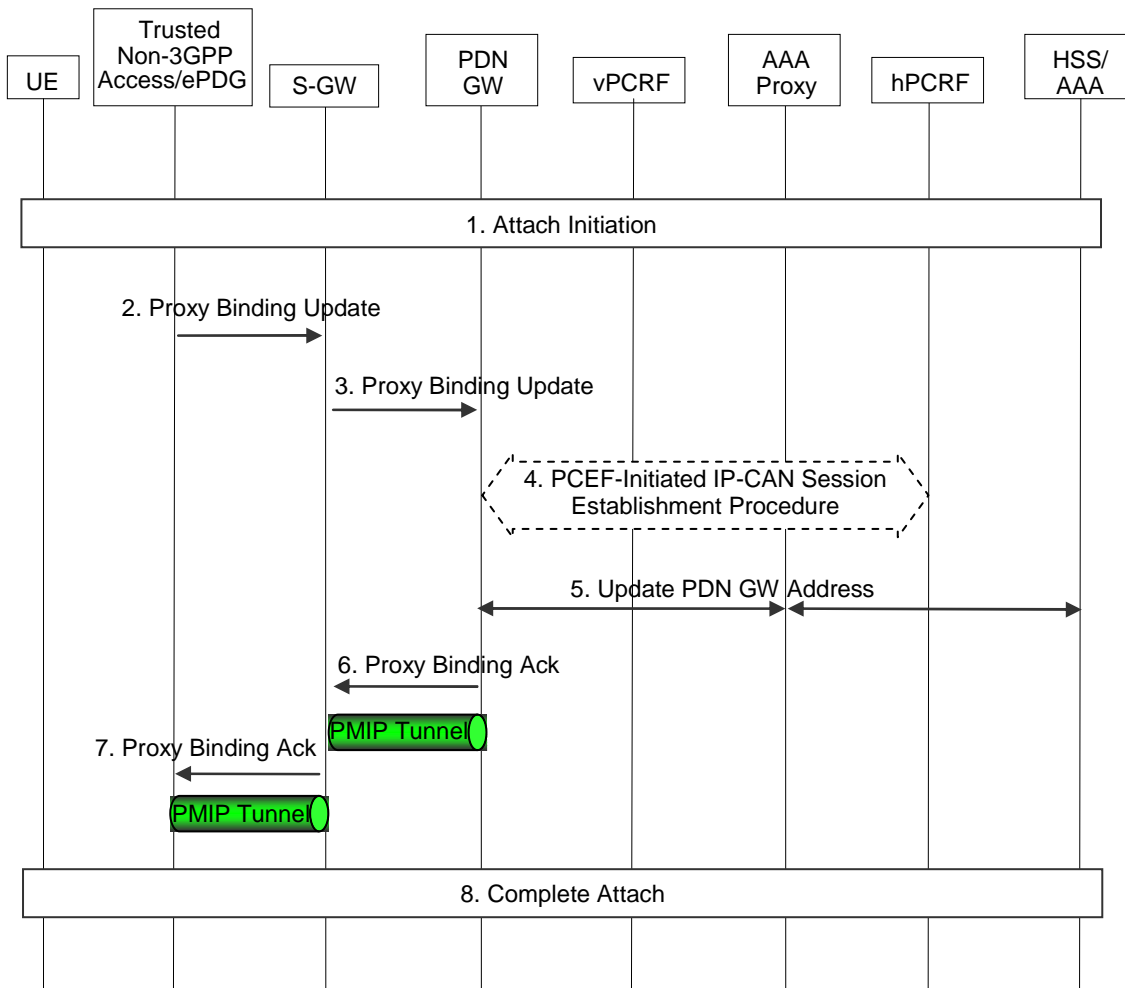 Trusted
Non-3GPP
Access/ePDG
UE
S-GW
PDN
GW
vPCRF
AAA
Proxy
hPCRF
HSS/
AAA
1. Attach Initiation
2. Proxy Binding Update
3. Proxy Binding Update
4. PCEF-Initiated IP-CAN Session
Establishment Procedure
5. Update PDN GW Address
6. Proxy Binding Ack
PMIP Tunnel
7. Proxy Binding Ack
PMIP Tunnel
8. Complete Attach